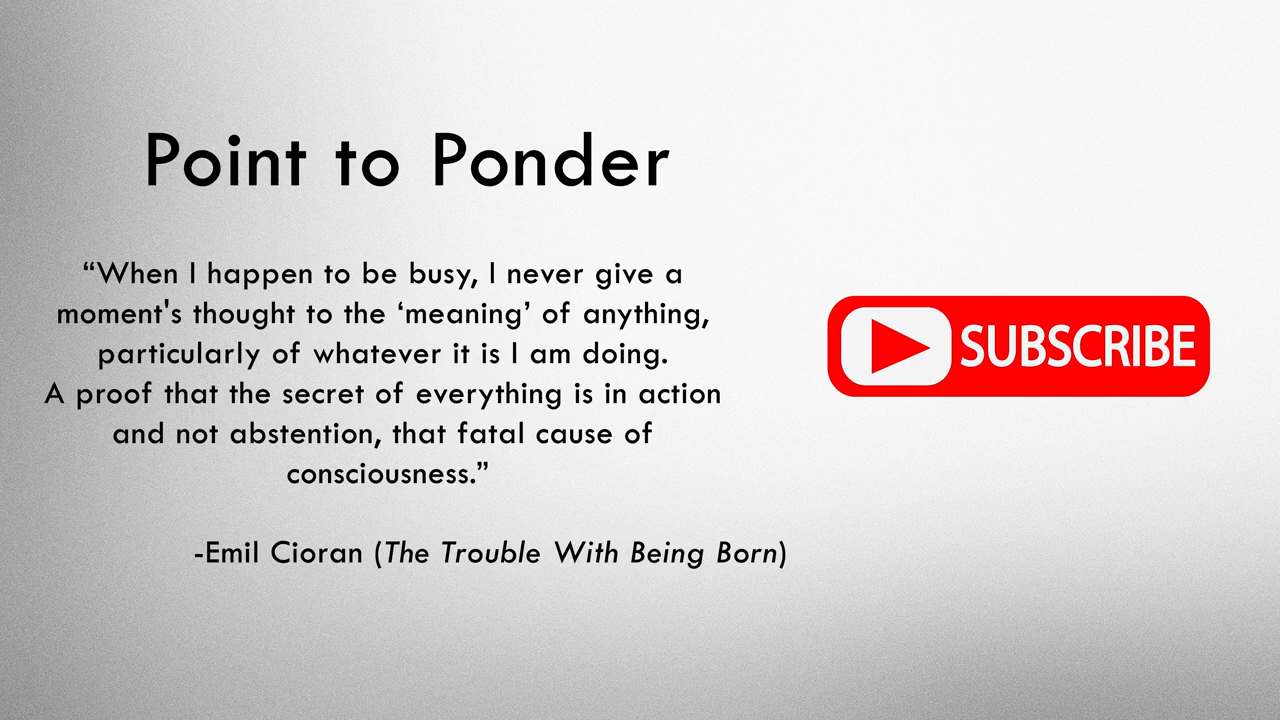 Point to Ponder
“When I happen to be busy, I never give a
moment's thought to the ‘meaning’ of anything,
particularly of whatever it is I am doing.
A proof that the secret of everything is in action
and not abstention, that fatal cause of
consciousness.”
-Emil Cioran (The Trouble With Being Born)
SUBSCRIBE